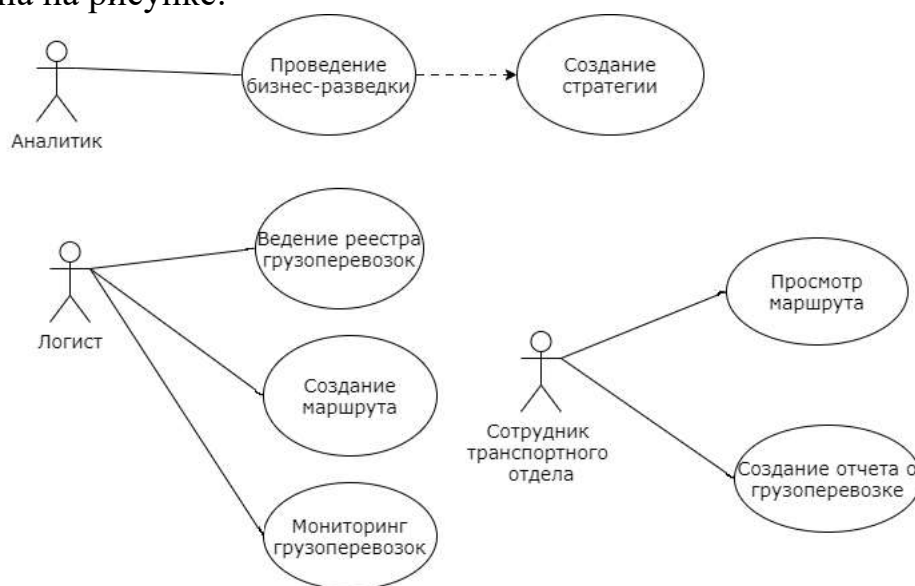 на на рисунке.
Проведение
бизнес-разведки
Создание
стратегии
Аналитик
Ведение реестра
грузоперевозок
Логист
Создание
маршрута
Мониторинг
грузоперевозок
Просмотр
маршрута
Сотрудник
транспортного
отдела
Создание отчета о
грузоперевозке